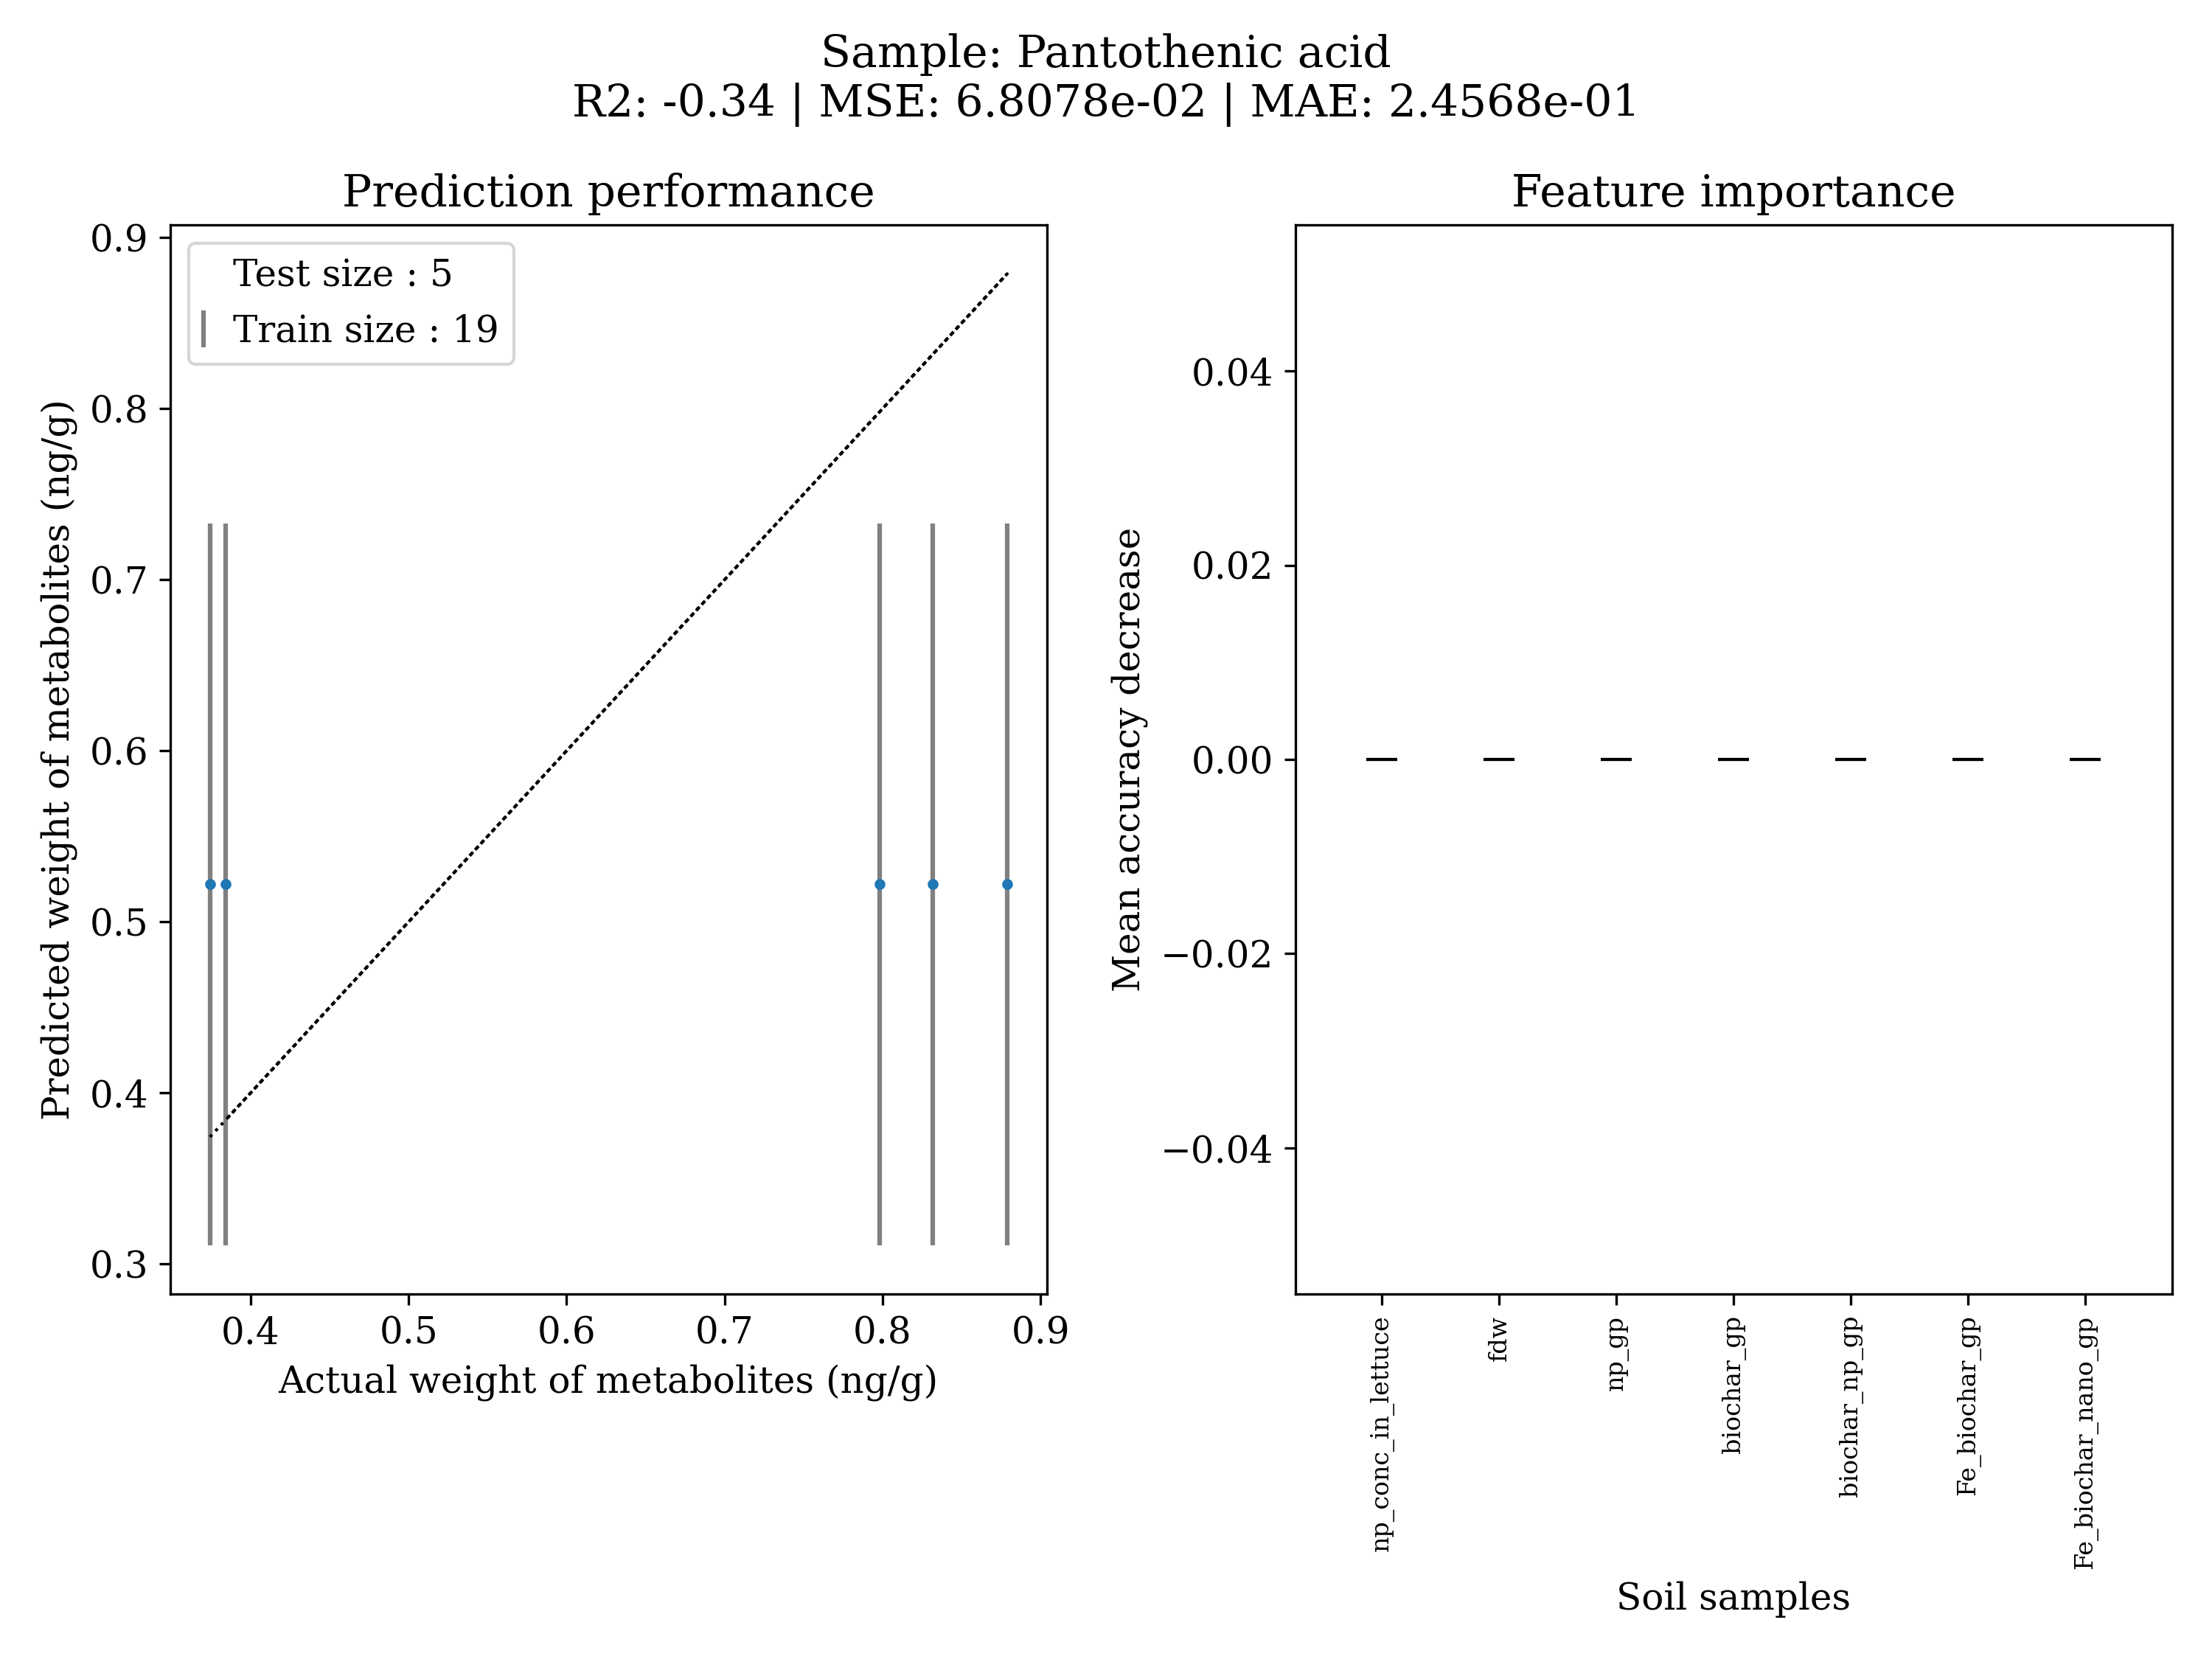 Sample: Pantothenic acid
R2: -0.34 | MSE: 6.8078e-02 | MAE: 2.4568e-01
Prediction performance
Test size : 5
Train size : 19
0.9
0.8
0.7
0.6
0.5
0.4
0.3
Predicted weight of metabolites (ng/g)
0.4 0.5 0.6 0.7 0.8 0.9
Actual weight of metabolites (ng/g)
Feature importance
0.04
0.02
0.00
−0.02
−0.04
Mean accuracy decrease
np_conc_in_lettuce
fdw
np_gp
biochar_gp
biochar_np_gp
Fe_biochar_gp
Fe_biochar_nano_gp
Soil samples